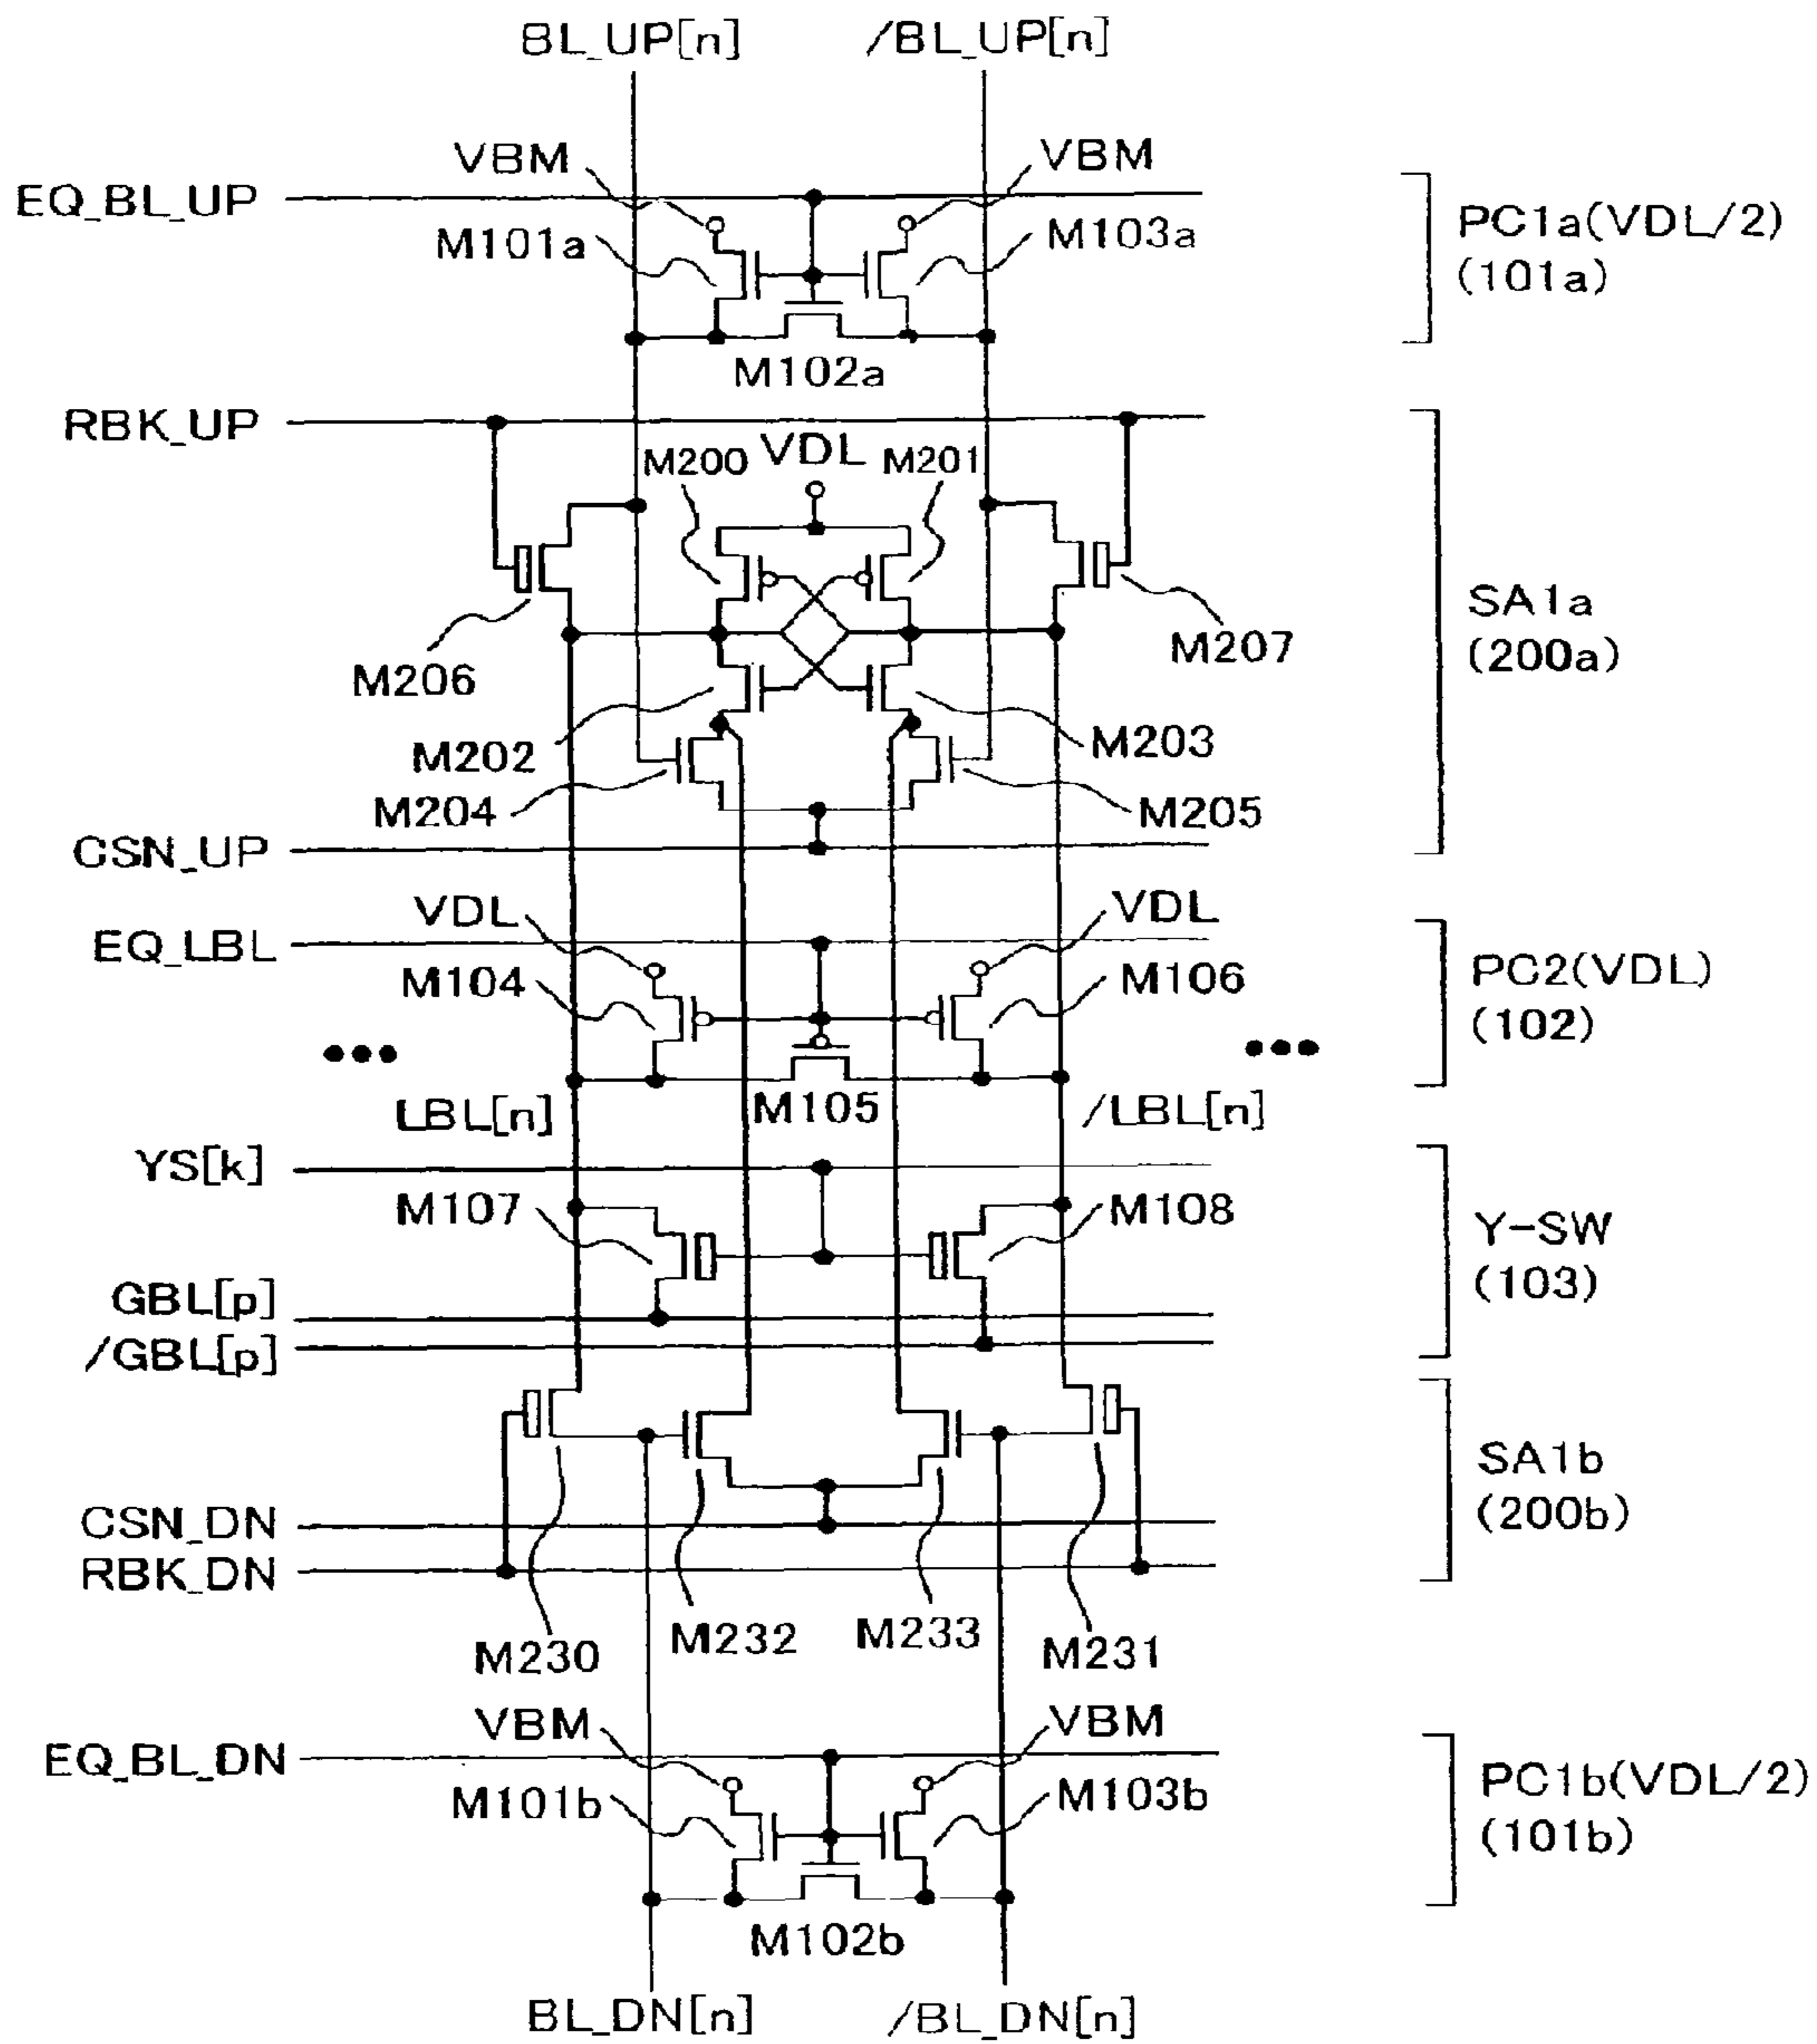 BL_UP[n] /BL_UP[n]
VBM VBM
EQ_BL_UP
M101a M103a
PC1a(VDL/2)
(101a)
M102a
RBK_UP
M200 VDL M201
SA1a
(200a)
M206 M207
M202 M203
M204 M205
CSN_UP
VDL VDL
EQ_LBL
M104 M106
PC2(VDL)
(102)
M105
LBL[n] /LBL[n]
YS[k]
M107 M108
Y-SW
(103)
GBL[p]
/GBL[p]
SA1b
(200b)
CSN_DN
RBK_DN
M230 M232 M233 M231
VBM VBM
EQ_BL_DN
M101b M103b
PC1b(VDL/2)
(101b)
M102b
BL_DN[n] /BL_DN[n]